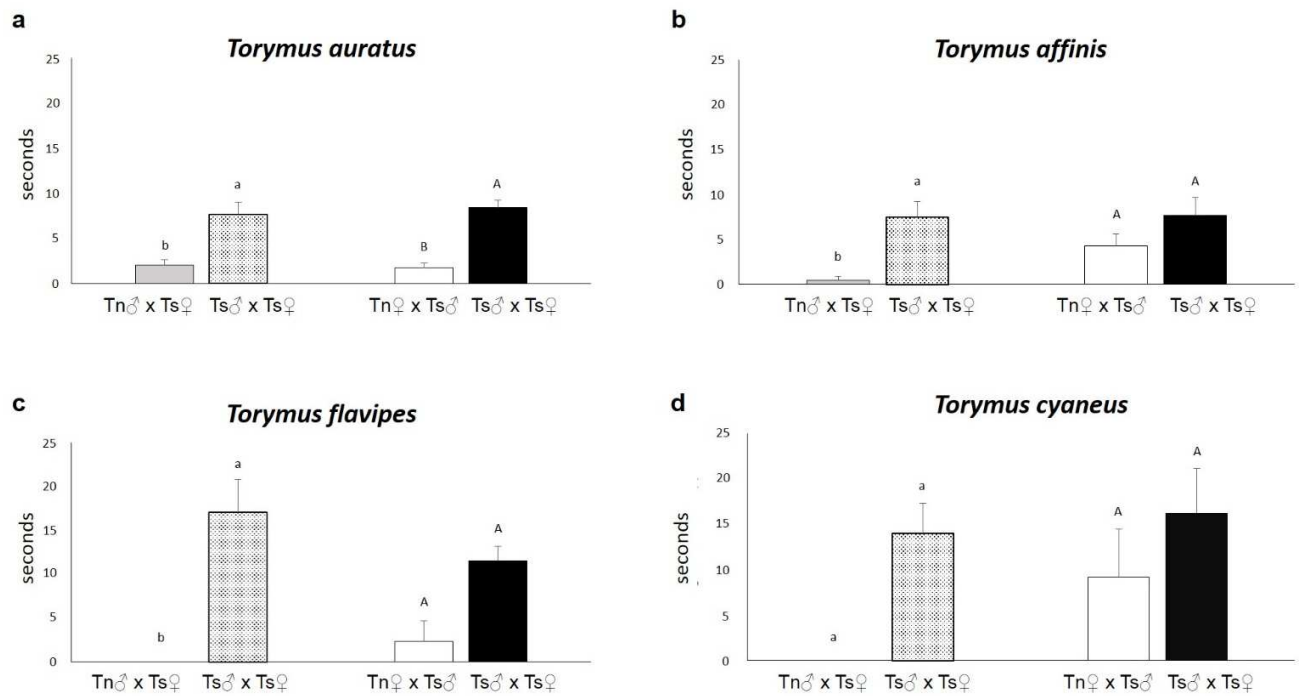 a
Torymus auratus
25
20
15
10
5
0
seconds
b
a
B
A
Tn♂ x Ts♀ Ts♂ x Ts♀ Tn♀ x Ts♂ Ts♂ x Ts♀
b
Torymus affinis
25
20
15
10
5
0
seconds
b
a
A
A
Tn♂ x Ts♀ Ts♂ x Ts♀ Tn♀ x Ts♂ Ts♂ x Ts♀
c
Torymus flavipes
25
20
15
10
5
0
seconds
b
a
A
A
Tn♂ x Ts♀ Ts♂ x Ts♀ Tn♀ x Ts♂ Ts♂ x Ts♀
d
Torymus cyaneus
25
20
15
10
5
0
seconds
a
a
A
A
Tn♂ x Ts♀ Ts♂ x Ts♀ Tn♀ x Ts♂ Ts♂ x Ts♀